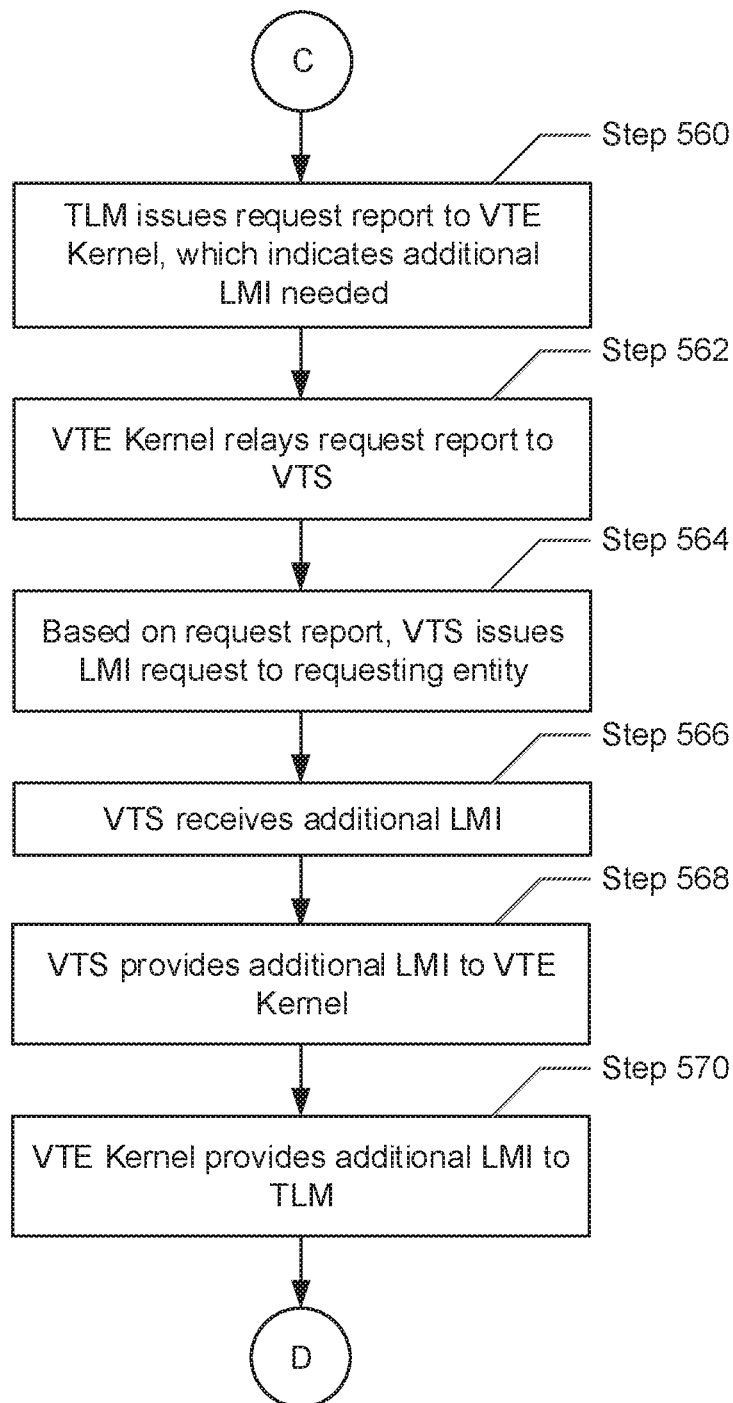 C
Step 560
TLM issues request report to VTE
Kernel, which indicates additional
LMI needed
Step 562
VTE Kernel relays request report to
VTS
Step 564
Based on request report, VTS issues
LMI request to requesting entity
Step 566
VTS receives additional LMI
Step 568
VTS provides additional LMI to VTE
Kernel
Step 570
VTE Kernel provides additional LMI to
TLM
D